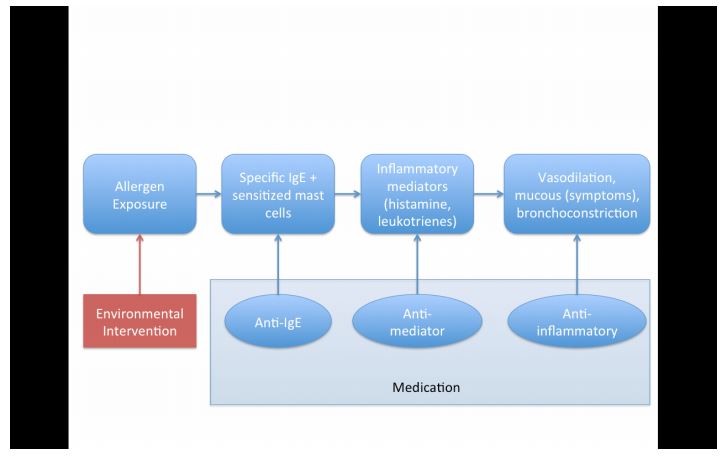 Allergen
Exposure
Specific IgE +
sensitized mast
cells
Inflammatory
mediators
(histamine,
leukotrienes)
Vasodilation,
mucous (symptoms),
bronchoconstriction
Environmental
Intervention
Anti-IgE
Anti-
mediator
Anti-
inflammatory
Medication